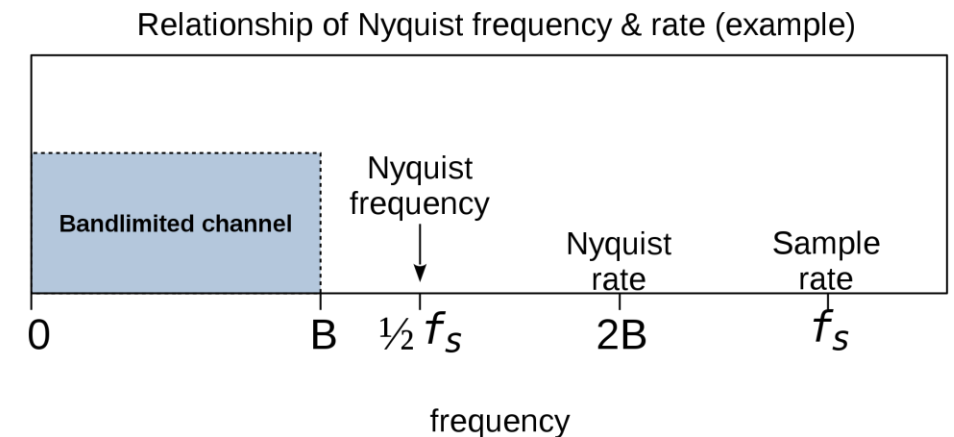 Relationship of Nyquist frequency & rate (example)
Bandlimited channel
Nyquist
frequency
Nyquist
rate
Sample
rate
0 B ½ fs 2B fs
frequency